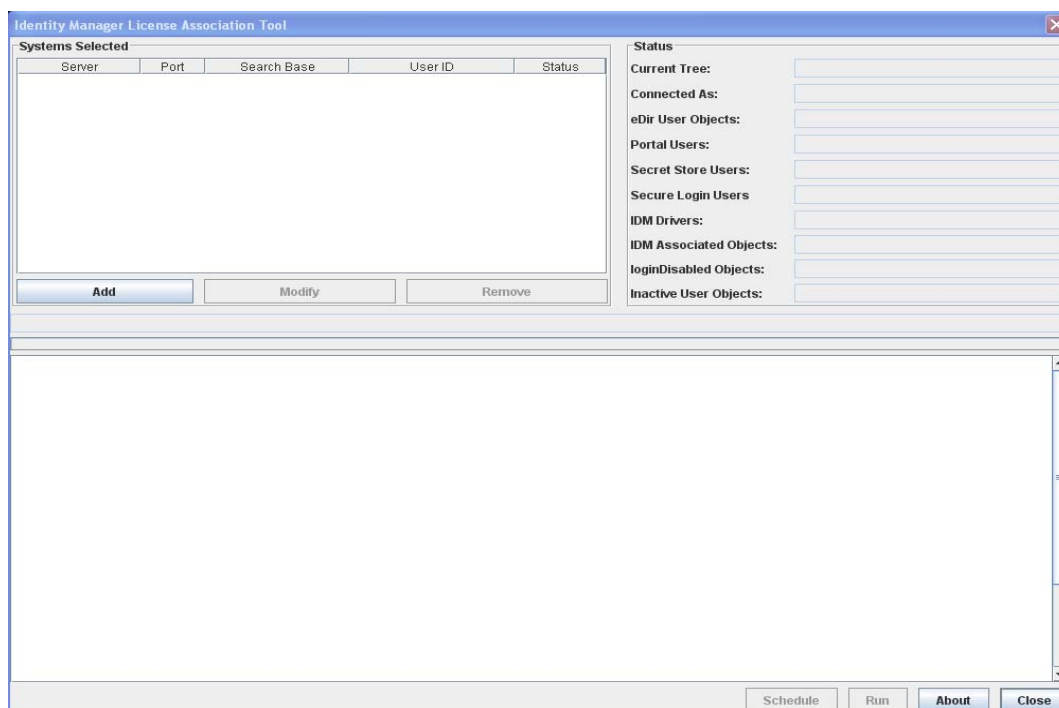 Identity Manager License Association Tool
Systems Selected
Server Port Search Base User ID Status
Add Modify Remove
Status
Current Tree:
Connected As:
eDir User Objects:
Portal Users:
Secret Store Users:
Secure Login Users
IDM Drivers:
IDM Associated Objects:
loginDisabled Objects:
Inactive User Objects:
Schedule Run About Close